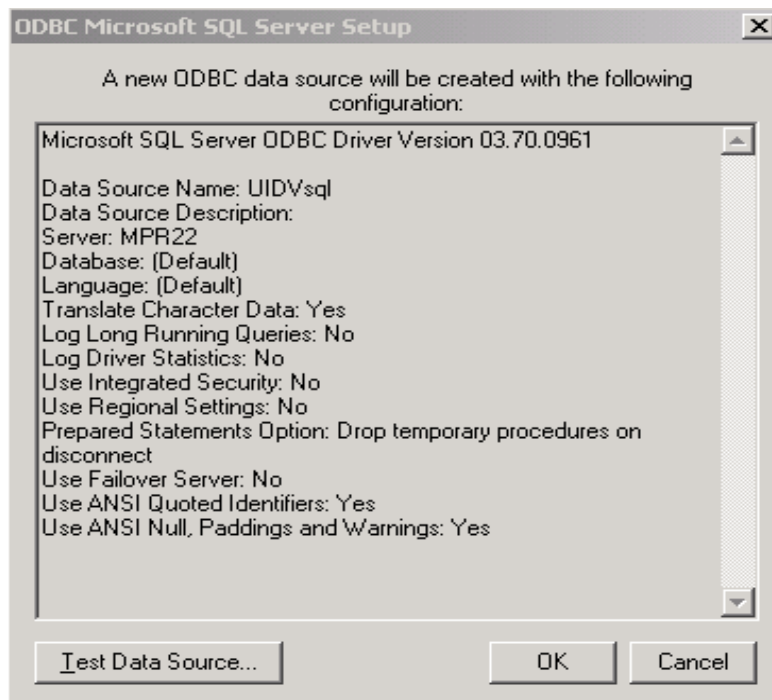 ODBC Microsoft SQL Server Setup
A new ODBC data source will be created with the following
configuration:
Microsoft SQL Server ODBC Driver Version 03.70.0961
Data Source Name: UIDVsql
Data Source Description:
Server: MPR22
Database: (Default)
Language: (Default)
Translate Character Data: Yes
Log Long Running Queries: No
Log Driver Statistics: No
Use Integrated Security: No
Use Regional Settings: No
Prepared Statements Option: Drop temporary procedures on
disconnect
Use Failover Server: No
Use ANSI Quoted Identifiers: Yes
Use ANSI Null, Paddings and Warnings: Yes
Test Data Source...
OK
Cancel